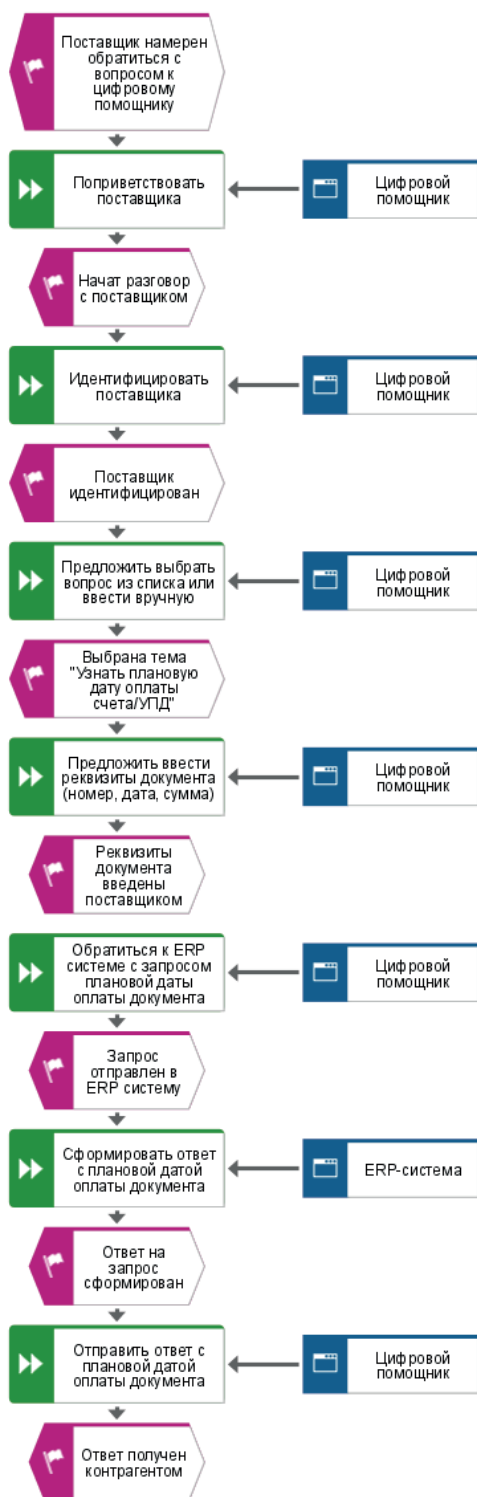 Поставщик намерен
обратиться с
вопросом к
цифровому
помощнику
Поприветствовать
поставщика
Цифровой
помощник
Начат разговор
с поставщиком
Идентифицировать
поставщика
Цифровой
помощник
Поставщик
идентифицирован
Предложить выбрать
вопрос из списка или
ввести вручную
Цифровой
помощник
Выбрана тема
"Узнать плановую
дату оплаты
счета/УПД"
Предложить ввести
реквизиты документа
(номер, дата, сумма)
Цифровой
помощник
Реквизиты
документа
введены
поставщиком
Обратиться к ERP
системе с запросом
плановой даты
оплаты документа
Цифровой
помощник
Запрос
отправлен в
ERP систему
Сформировать ответ
с плановой датой
оплаты документа
ERP-система
Ответ на
запрос
сформирован
Отправить ответ с
плановой датой
оплаты документа
Цифровой
помощник
Ответ получен
контрагентом